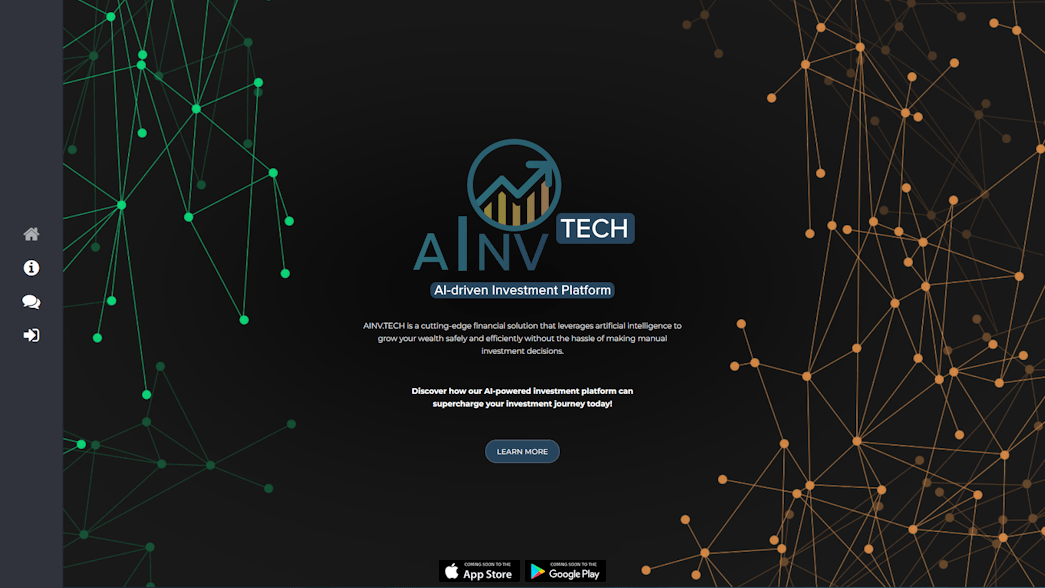 AINV TECH
AI-driven Investment Platform
AINV.TECH is a cutting-edge financial solution that leverages artificial intelligence to
grow your wealth safely and efficiently without the hassle of making manual
investment decisions.
Discover how our AI-powered investment platform can
supercharge your investment journey today!
LEARN MORE
COMING SOON TO THE
App Store
COMING SOON TO THE
Google Play